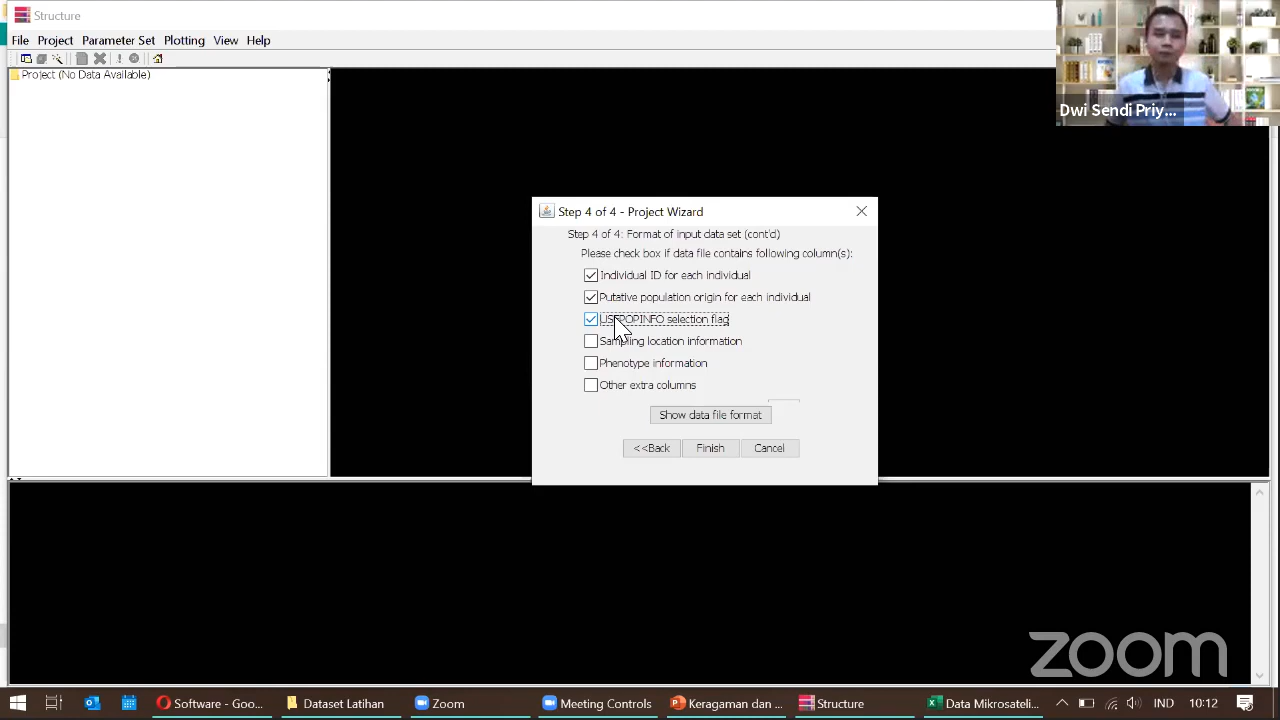 Structure
File Project Parameter Set Plotting View Help
Project (No Data Available)
Dwi Sendi Priy...
Step 4 of 4 - Project Wizard
Step 4 of 4: Format of input data set (cont'd)
Please check box if data file contains following column(s):
Individual ID for each individual
Putative population origin for each individual
USEPOPINFO selection flag
Sampling location information
Phenotype information
Other extra columns
Show data file format
<<Back Finish Cancel
zoom
Software - Goo... Dataset Latihan Zoom Meeting Controls Keragaman dan ... Structure Data Mikrosateli... IND 10:12